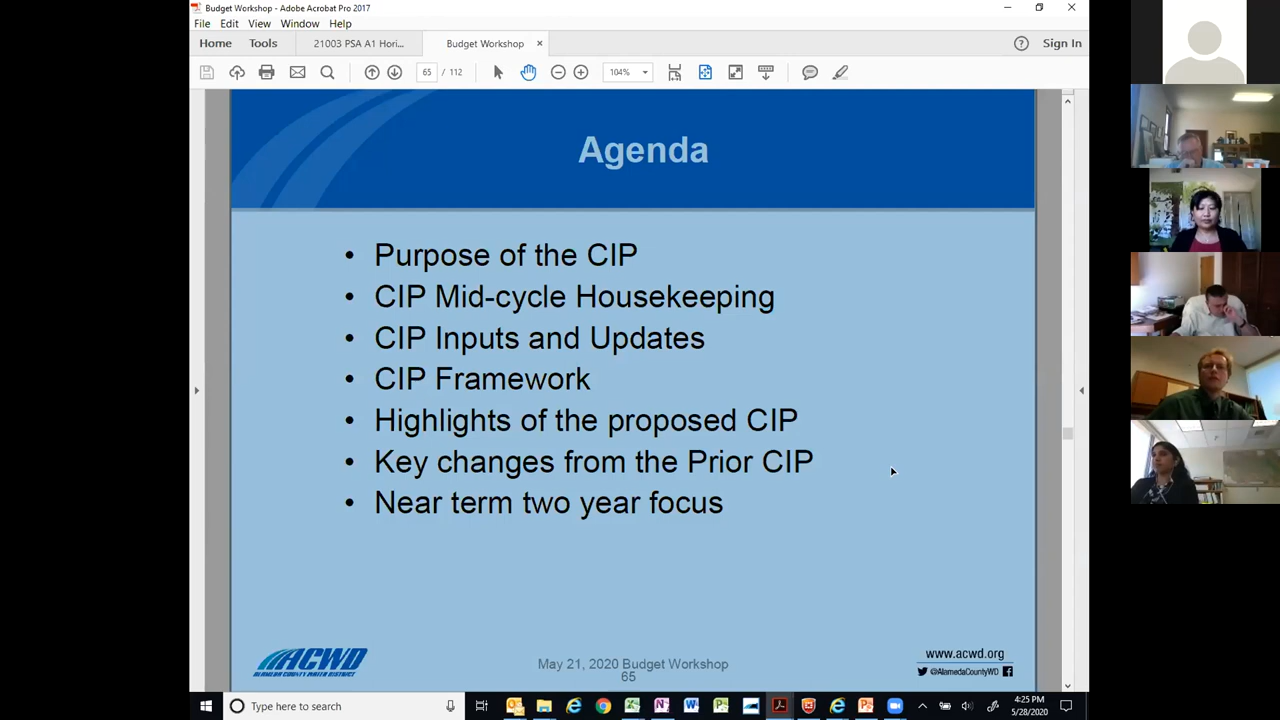 Budget Workshop - Adobe Acrobat Pro 2017
File Edit View Window Help
Home Tools 21003 PSA A1 Hori... Budget Workshop × Sign In
65 / 112 104%
Agenda
• Purpose of the CIP
• CIP Mid-cycle Housekeeping
• CIP Inputs and Updates
• CIP Framework
• Highlights of the proposed CIP
• Key changes from the Prior CIP
• Near term two year focus
ACWD
ALAMEDA COUNTY WATER DISTRICT
May 21, 2020 Budget Workshop
65
www.acwd.org
@AlamedaCountyWD
Type here to search
4:25 PM
5/28/2020